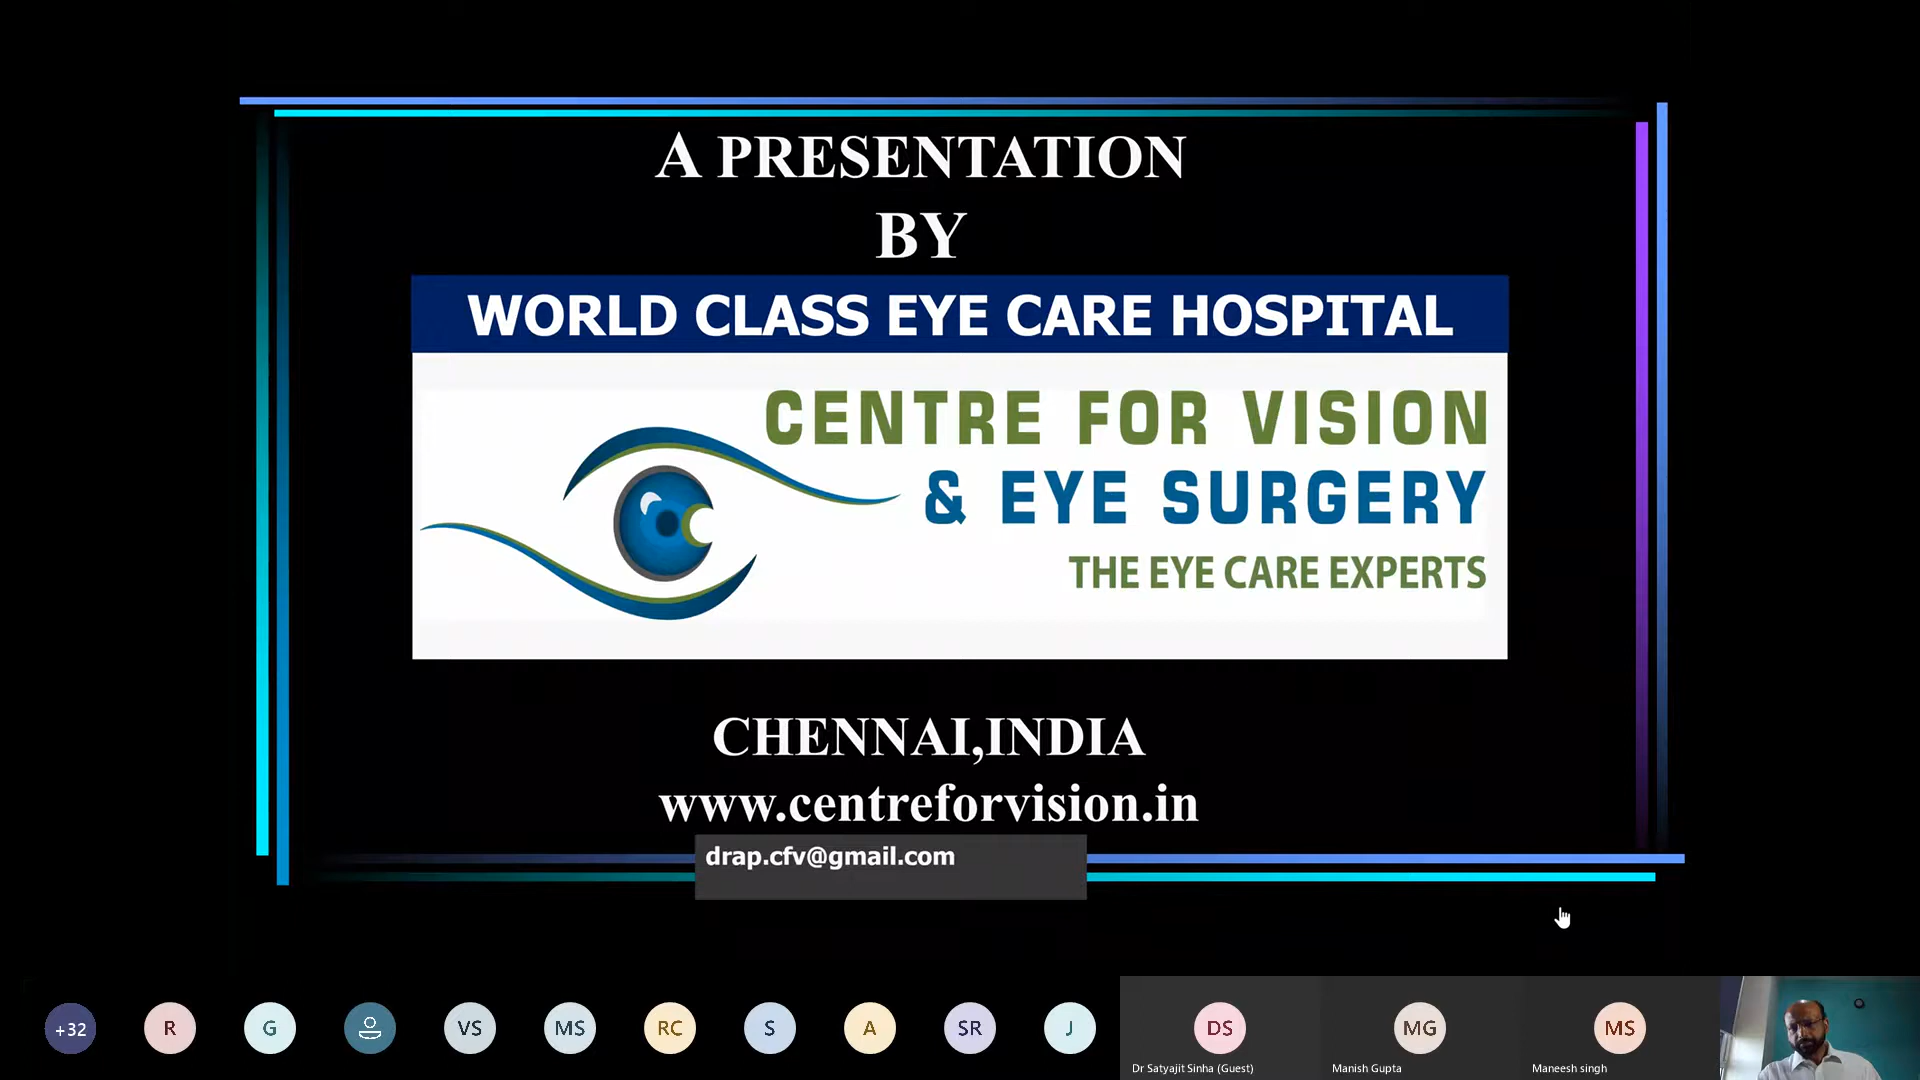 A PRESENTATION
BY
WORLD CLASS EYE CARE HOSPITAL
CENTRE FOR VISION
& EYE SURGERY
THE EYE CARE EXPERTS
CHENNAI,INDIA
www.centreforvision.in
drap.cfv@gmail.com
+32
R
G
VS
MS
RC
S
A
SR
J
DS
MG
MS
Dr Satyajit Sinha (Guest)
Manish Gupta
Maneesh singh